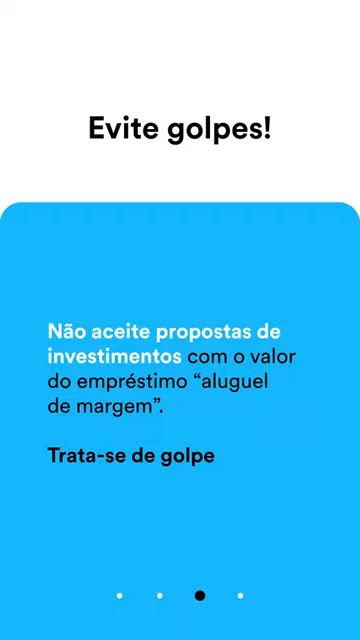 Evite golpes!
Não aceite propostas de
investimentos com o valor
do empréstimo “aluguel
de margem”.
Trata-se de golpe